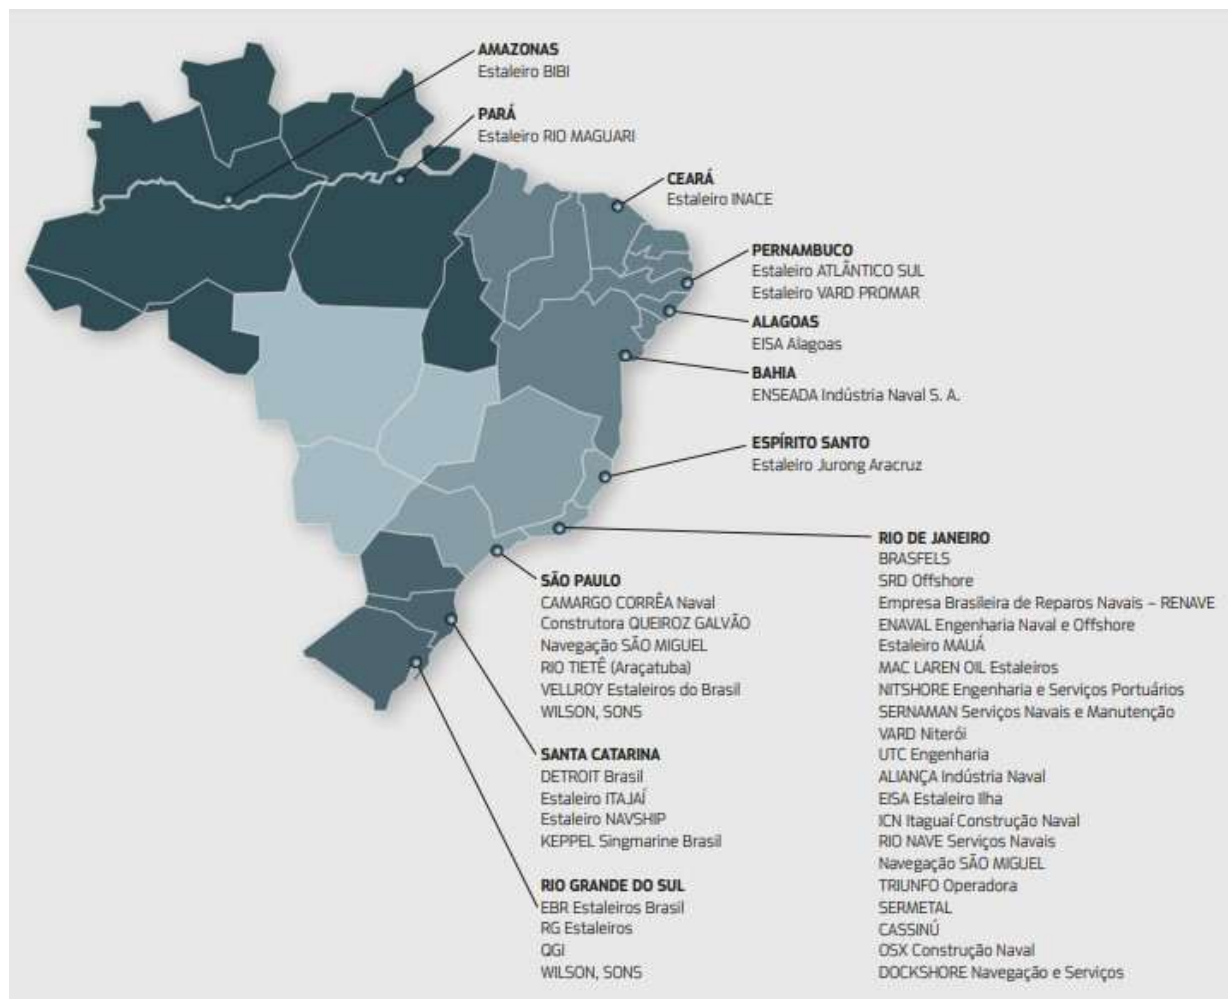 AMAZONAS
Estaleiro BIBI
PARÁ
Estaleiro RIO MAGUARI
CEARÁ
Estaleiro INACE
PERNAMBUCO
Estaleiro ATLÂNTICO SUL
Estaleiro VARD PROMAR
ALAGOAS
EISA Alagoas
BAHIA
ENSEADA Indústria Naval S. A.
ESPÍRITO SANTO
Estaleiro Jurong Aracruz
RIO DE JANEIRO
BRASFELS
SRD Offshore
Empresa Brasileira de Reparos Navais – RENAVE
ENAVAL Engenharia Naval e Offshore
Estaleiro MAUÁ
MAC LAREN OIL Estaleiros
NITSHORE Engenharia e Serviços Portuários
SERNAMAN Serviços Navais e Manutenção
VARD Niterói
UTC Engenharia
ALIANÇA Indústria Naval
EISA Estaleiro Ilha
ICN Itaguaí Construção Naval
RIO NAVE Serviços Navais
Navegação SÃO MIGUEL
TRIUNFO Operadora
SERMETAL
CASSINÚ
OSX Construção Naval
DOCKSHORE Navegação e Serviços
SÃO PAULO
CAMARGO CORRÊA Naval
Construtora QUEIROZ GALVÃO
Navegação SÃO MIGUEL
RIO TIETÊ (Araçatuba)
VELLROY Estaleiros do Brasil
WILSON, SONS
SANTA CATARINA
DETROIT Brasil
Estaleiro ITAJAÍ
Estaleiro NAVSHIP
KEPPEL Singmarine Brasil
RIO GRANDE DO SUL
EBR Estaleiros Brasil
RG Estaleiros
QGI
WILSON, SONS